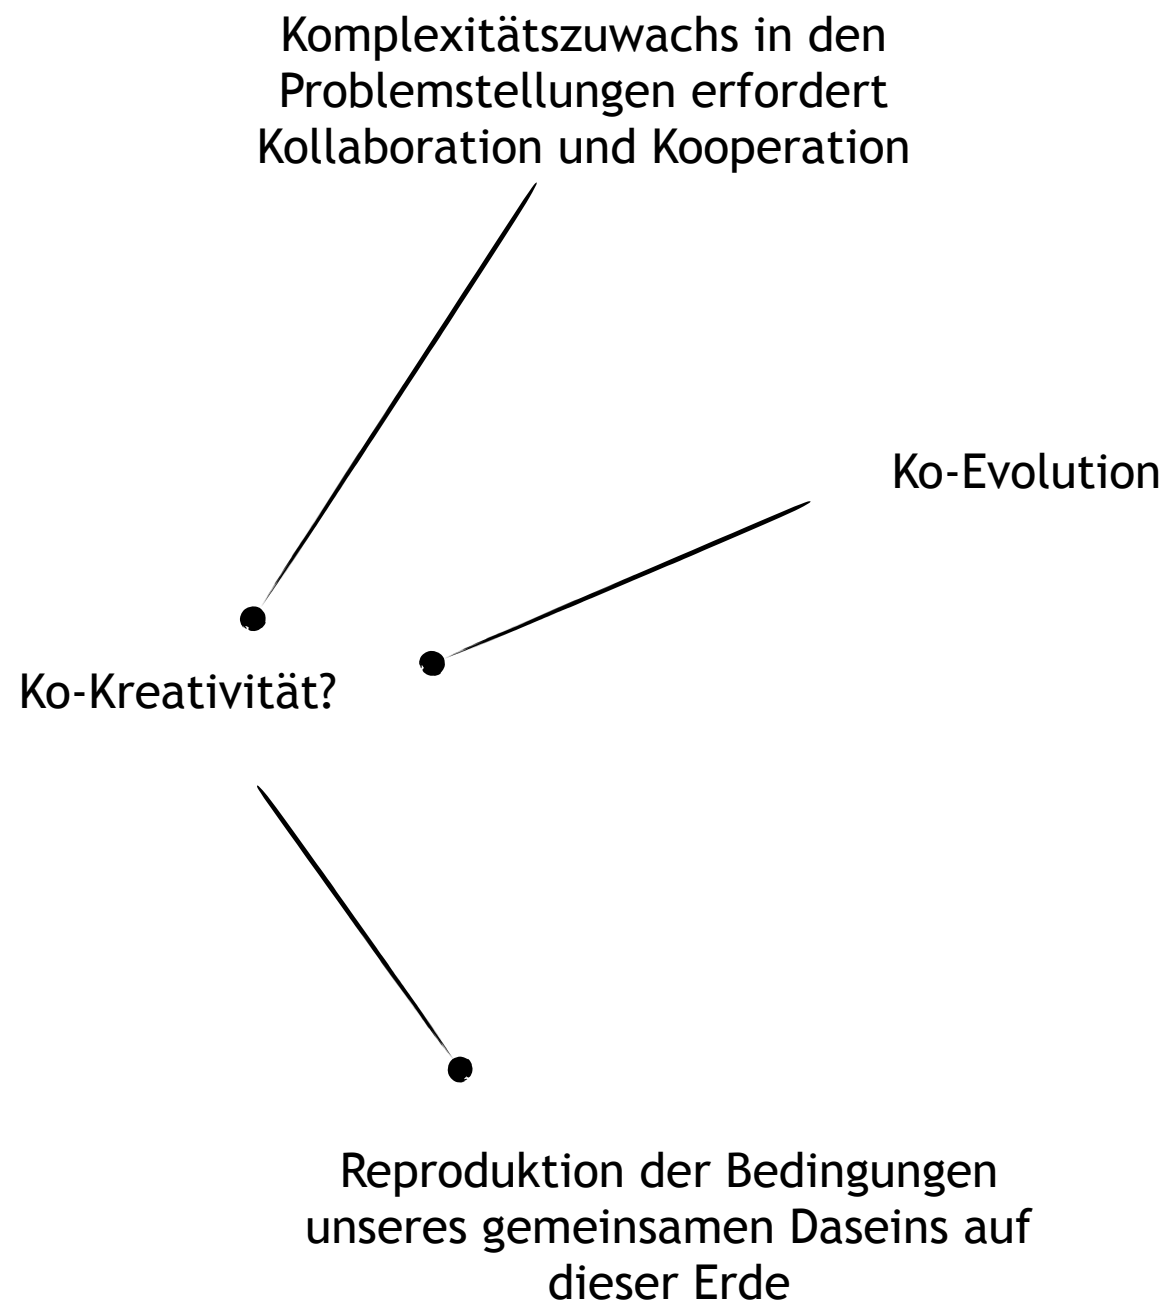 Komplexitätszuwachs in den
Problemstellungen erfordert
Kollaboration und Kooperation
Ko-Evolution
Ko-Kreativität?
Reproduktion der Bedingungen
unseres gemeinsamen Daseins auf
dieser Erde